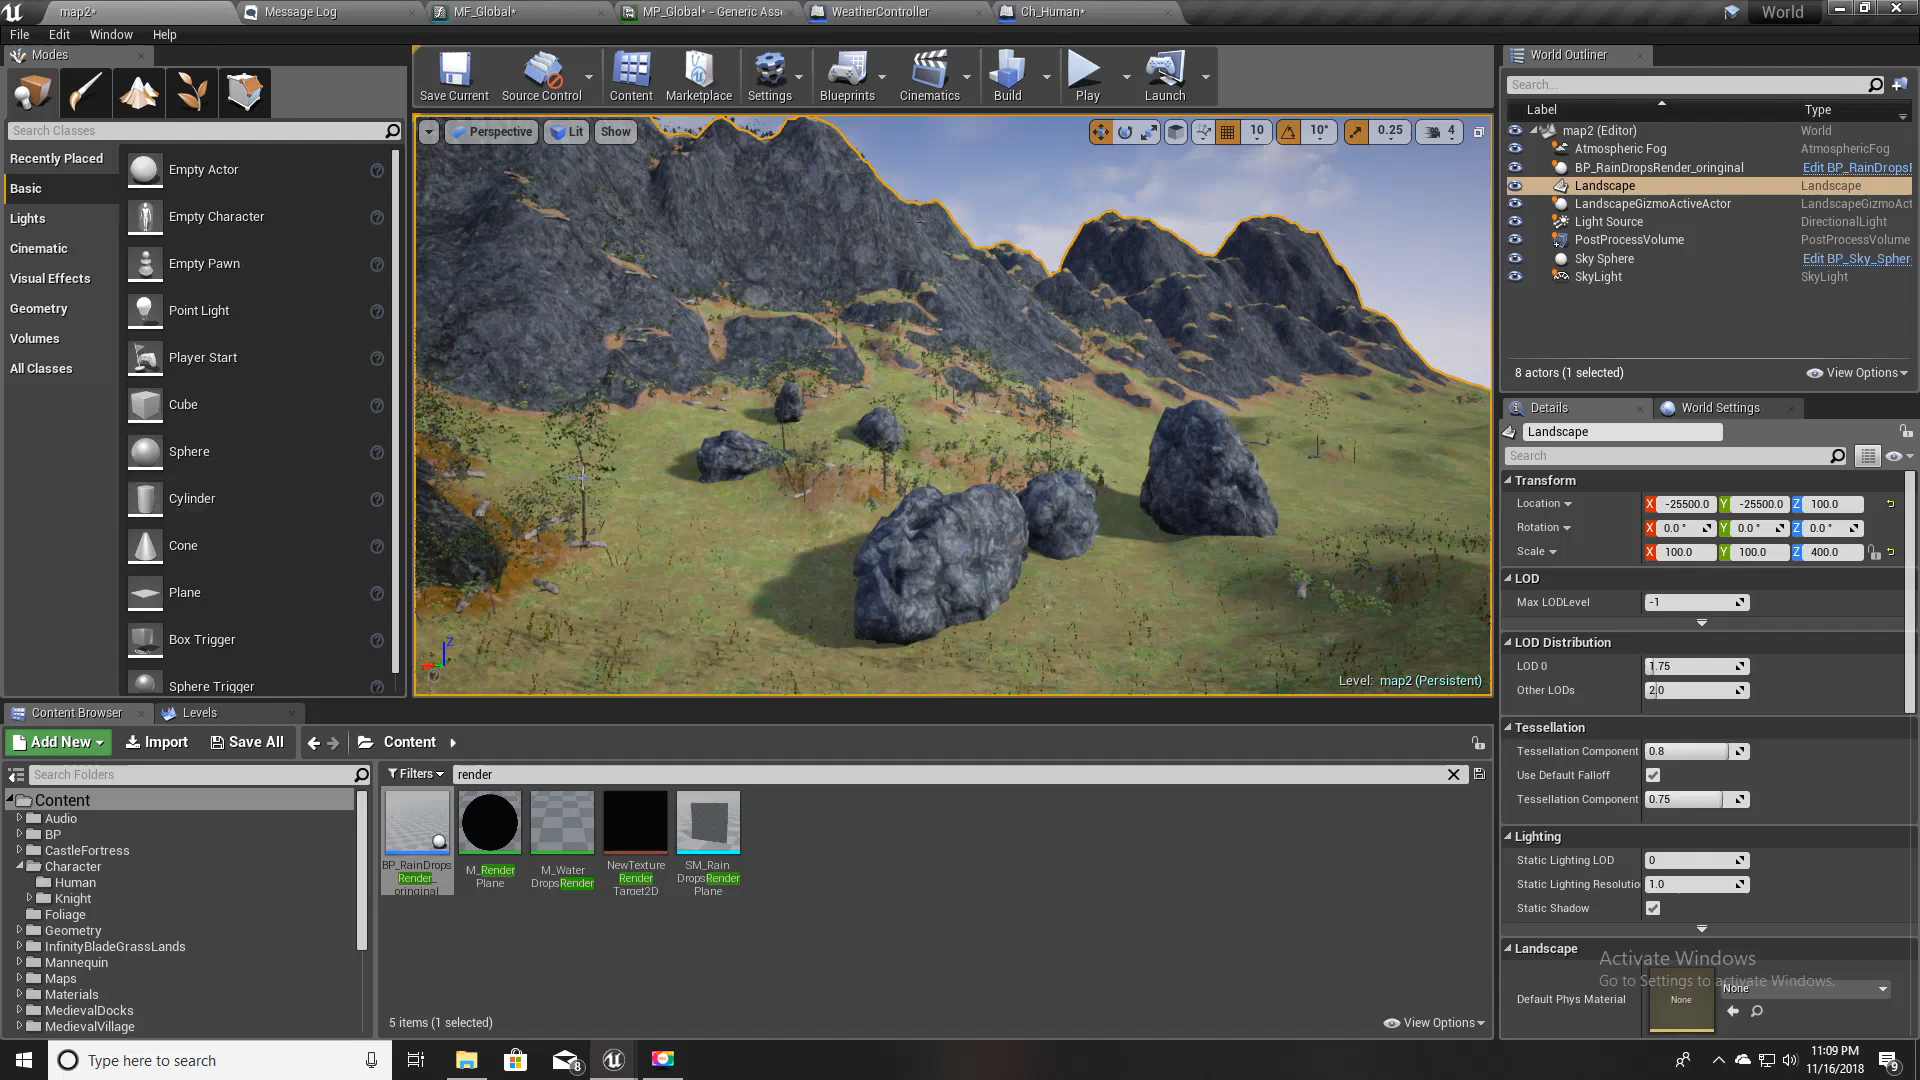 map2*
Message Log
MF_Global*
MP_Global* - Generic Asse
WeatherController
Ch_Human*
World
File Edit Window Help
Modes
Search Classes
Recently Placed
Basic
Lights
Cinematic
Visual Effects
Geometry
Volumes
All Classes
Empty Actor
Empty Character
Empty Pawn
Point Light
Player Start
Cube
Sphere
Cylinder
Cone
Plane
Box Trigger
Sphere Trigger
Save Current
Source Control
Content
Marketplace
Settings
Blueprints
Cinematics
Build
Play
Launch
Perspective Lit Show
10 10° 0.25 4
Z
Level: map2 (Persistent)
World Outliner
Search...
Label Type
map2 (Editor) World
Atmospheric Fog AtmosphericFog
BP_RainDropsRender_oringinal Edit BP_RainDropsF
Landscape Landscape
LandscapeGizmoActiveActor LandscapeGizmoAct
Light Source DirectionalLight
PostProcessVolume PostProcessVolume
Sky Sphere Edit BP_Sky_Spher
SkyLight SkyLight
8 actors (1 selected) View Options
Details
World Settings
Landscape
Search
Transform
Location X -25500.0 Y -25500.0 Z 100.0
Rotation X 0.0 ° Y 0.0 ° Z 0.0 °
Scale X 100.0 Y 100.0 Z 400.0
LOD
Max LODLevel -1
LOD Distribution
LOD 0 1.75
Other LODs 2.0
Tessellation
Tessellation Component 0.8
Use Default Falloff
Tessellation Component 0.75
Lighting
Static Lighting LOD 0
Static Lighting Resolutio 1.0
Static Shadow
Landscape
Activate Windows
Go to Settings to activate Windows.
Default Phys Material None None
Content Browser
Levels
Add New Import Save All Content
Search Folders
Filters render
Content
Audio
BP
CastleFortress
Character
Human
Knight
Foliage
Geometry
InfinityBladeGrassLands
Mannequin
Maps
Materials
MedievalDocks
MedievalVillage
BP_RainDrops
Render_
oringinal
M_Render
Plane
M_Water
DropsRender
NewTexture
Render
Target2D
SM_Rain
DropsRender
Plane
5 items (1 selected) View Options
Type here to search
8
11:09 PM
11/16/2018
9